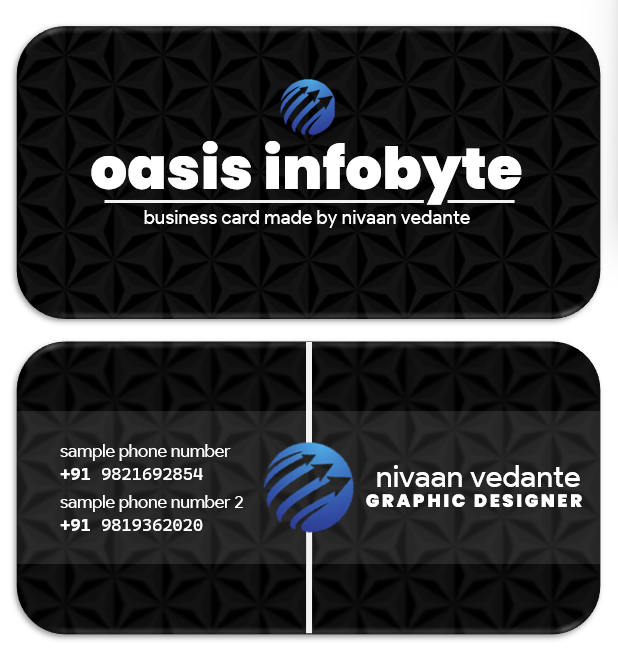 oasis infobyte
business card made by nivaan vedante
sample phone number
+91 9821692854
sample phone number 2
+91 9819362020
nivaan vedante
GRAPHIC DESIGNER